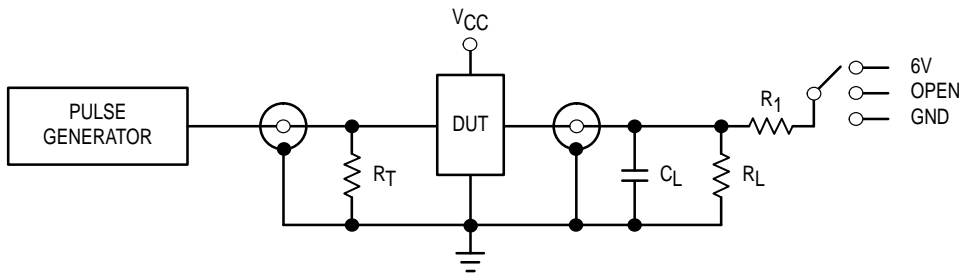 VCC
PULSE
GENERATOR
DUT
RT
CL
RL
R1
6V
OPEN
GND